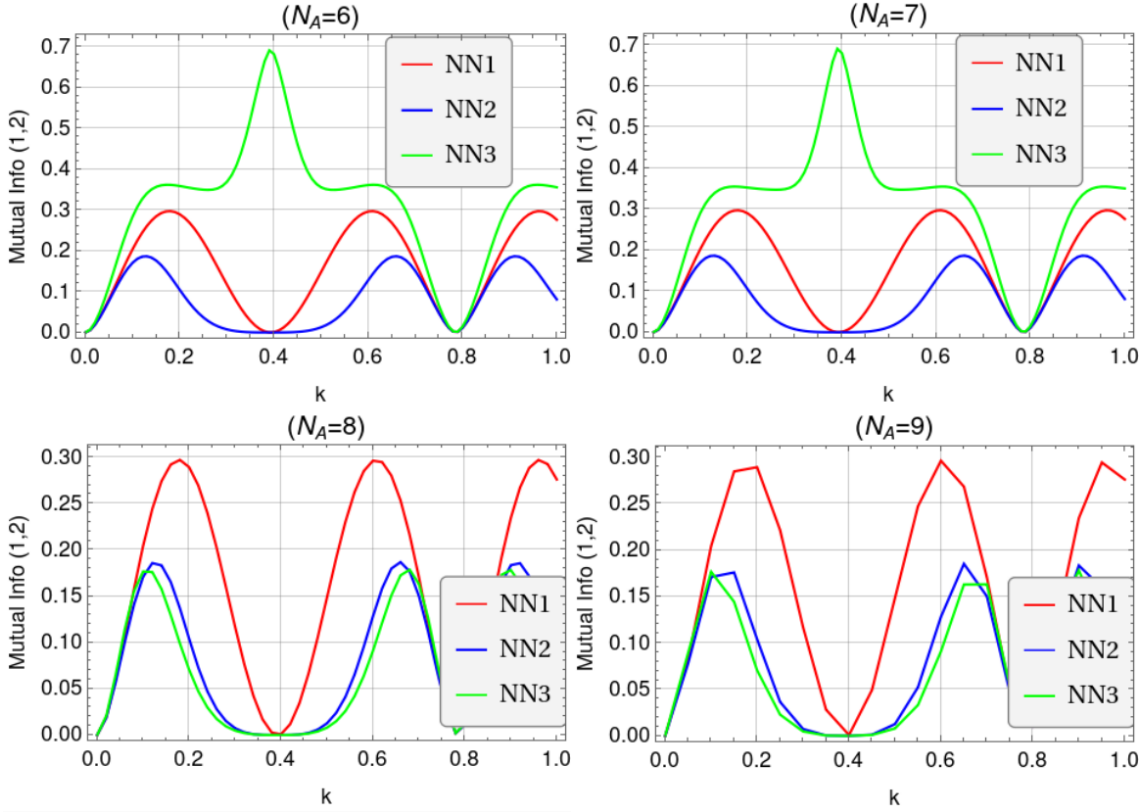 (N_A=6)
Mutual Info (1,2)
0.7
0.6
0.5
0.4
0.3
0.2
0.1
0.0
NN1
NN2
NN3
0.0 0.2 0.4 0.6 0.8 1.0
k
(N_A=7)
Mutual Info (1,2)
0.7
0.6
0.5
0.4
0.3
0.2
0.1
0.0
NN1
NN2
NN3
0.0 0.2 0.4 0.6 0.8 1.0
k
(N_A=8)
Mutual Info (1,2)
0.30
0.25
0.20
0.15
0.10
0.05
0.00
NN1
NN2
NN3
0.0 0.2 0.4 0.6 0.8 1.0
k
(N_A=9)
Mutual Info (1,2)
0.30
0.25
0.20
0.15
0.10
0.05
0.00
NN1
NN2
NN3
0.0 0.2 0.4 0.6 0.8 1.0
k